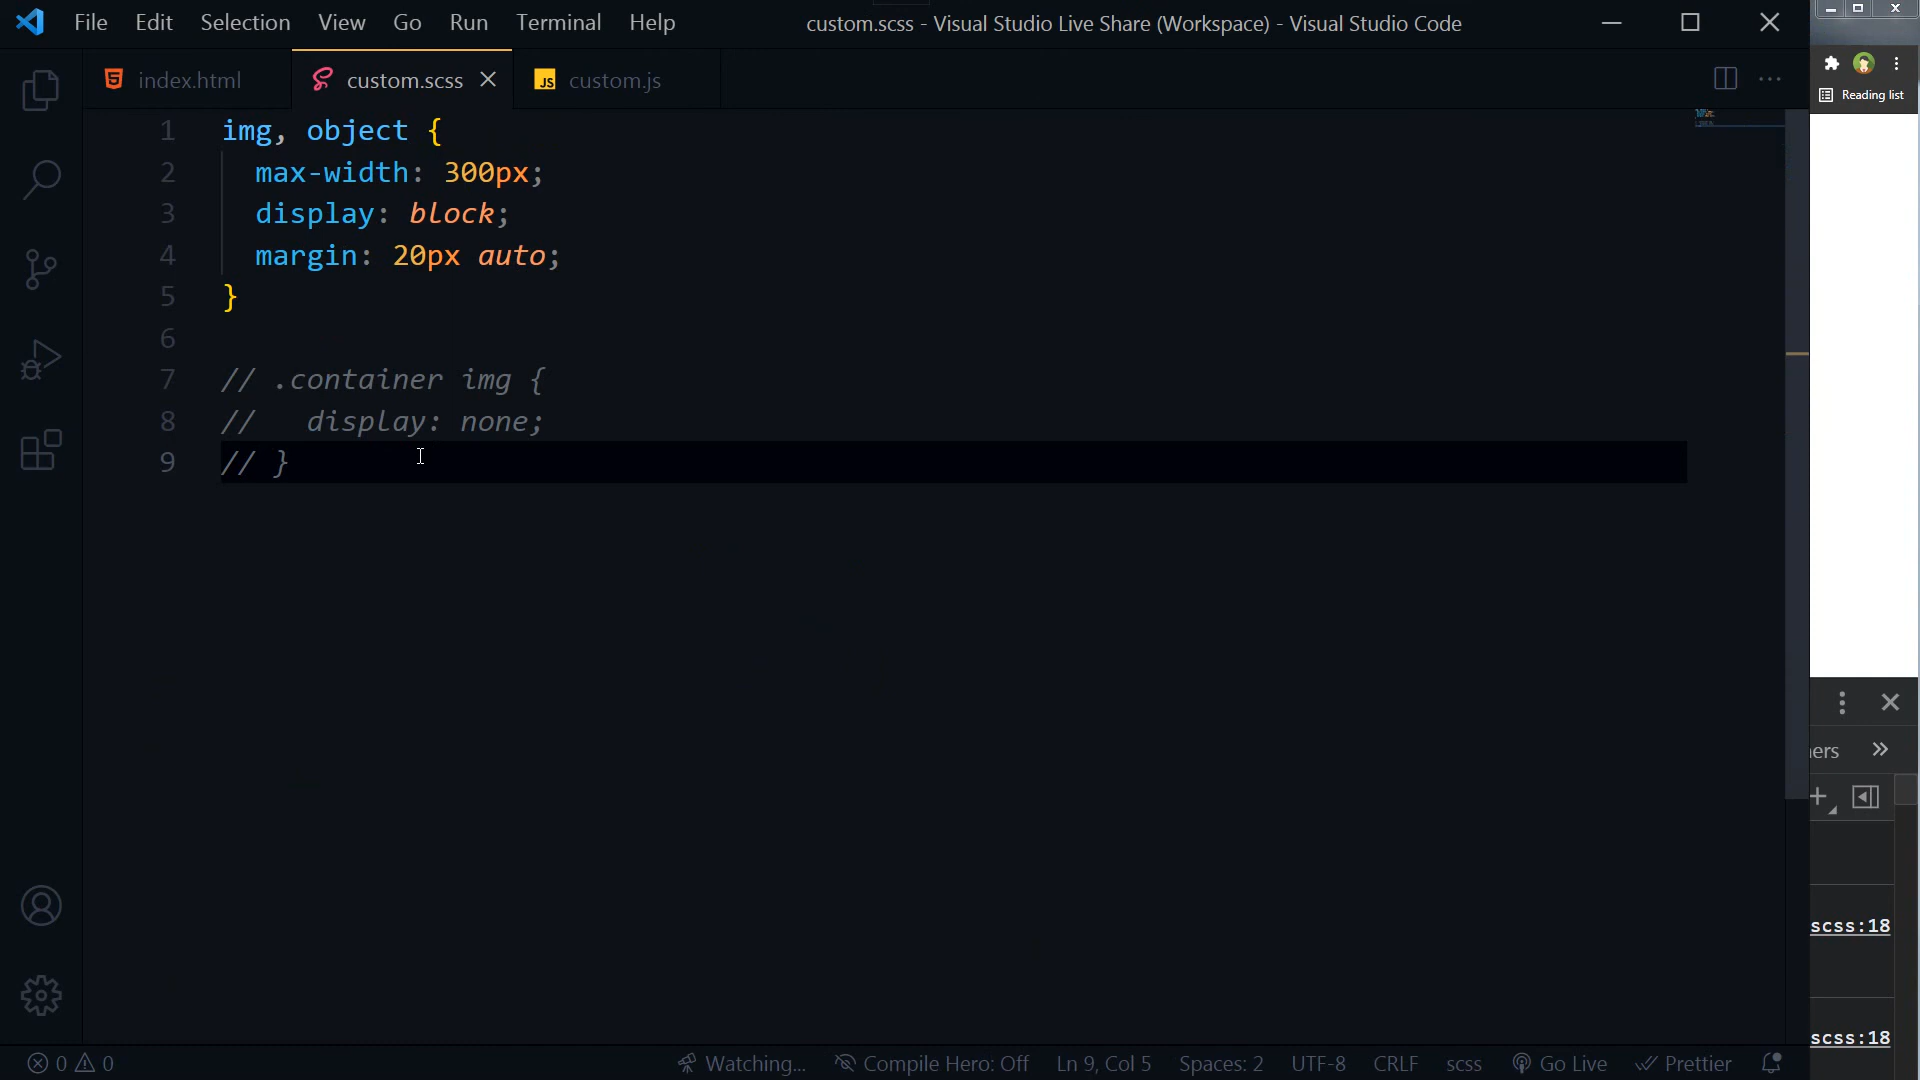 File Edit Selection View Go Run Terminal Help custom.scss - Visual Studio Live Share (Workspace) - Visual Studio Code
index.html custom.scss JS custom.js
Reading list
1 img, object {
2 max-width: 300px;
3 display: block;
4 margin: 20px auto;
5 }
6
7 // .container img {
8 // display: none;
9 // }
ers
scss:18
scss:18
0 0 Watching... Compile Hero: Off Ln 9, Col 5 Spaces: 2 UTF-8 CRLF scss Go Live Prettier